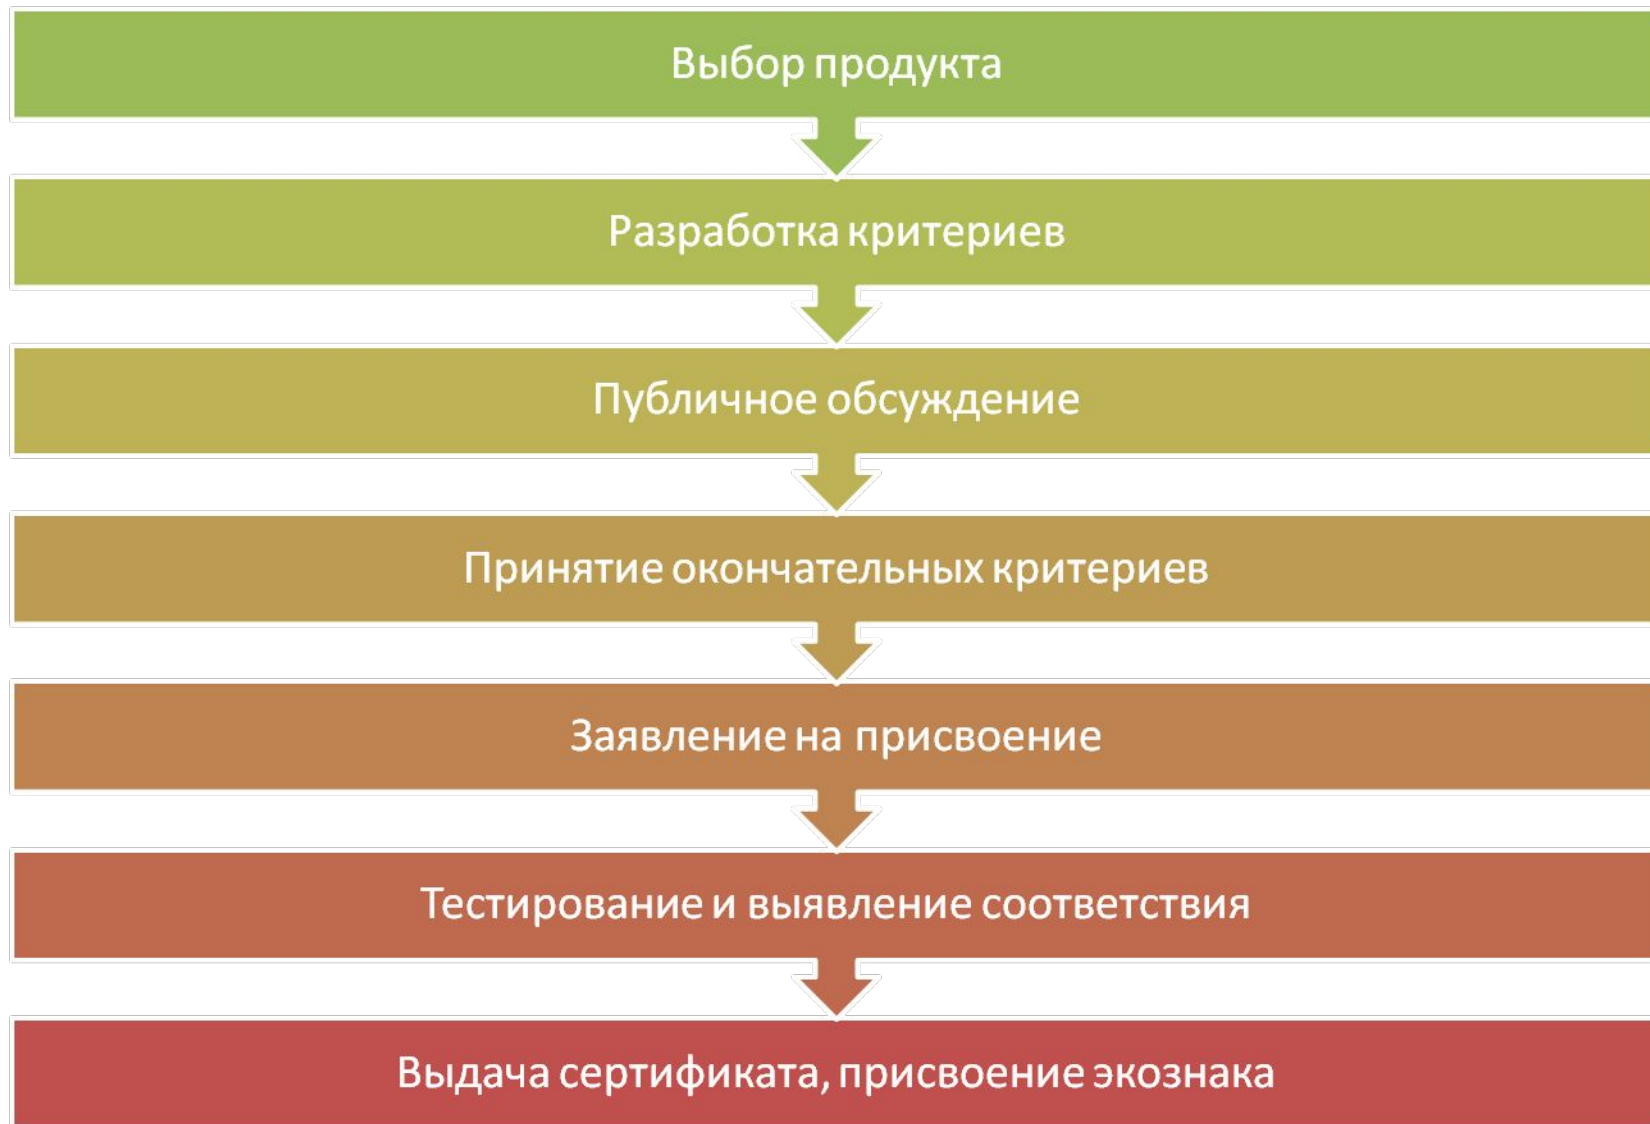 Выбор продукта
Разработка критериев
Публичное обсуждение
Принятие окончательных критериев
Заявление на присвоение
Тестирование и выявление соответствия
Выдача сертификата, присвоение экознака